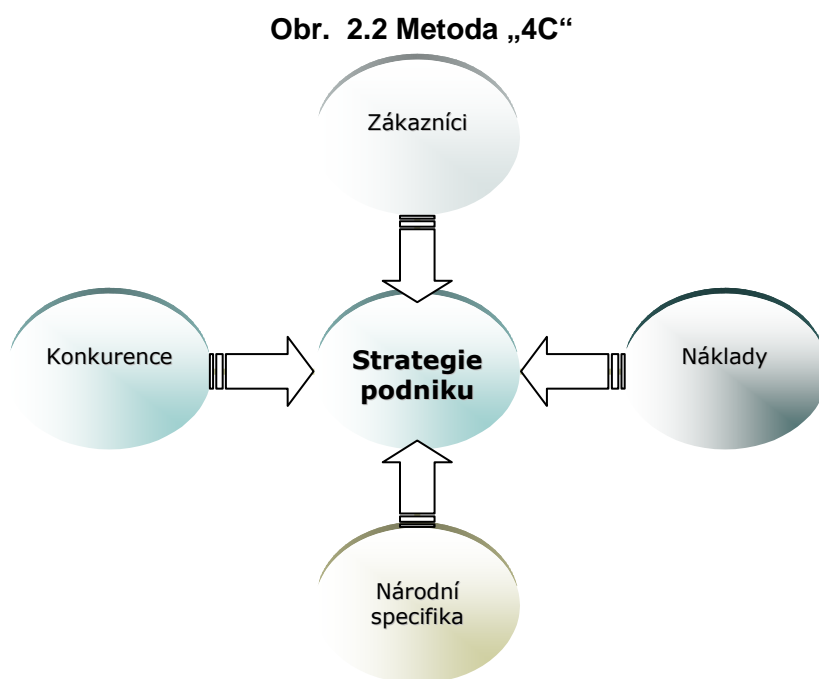 Obr.  2.2 Metoda „4C“
Zákazníci
Konkurence
Strategie
podniku
Náklady
Národní
specifika